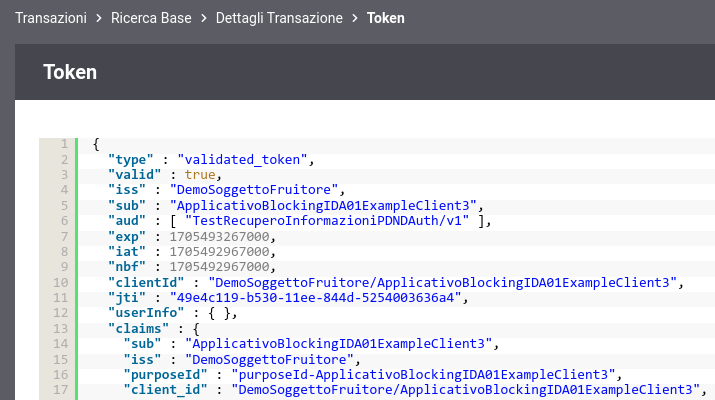 Transazioni > Ricerca Base > Dettagli Transazione > Token
Token
1 {
2 "type" : "validated_token",
3 "valid" : true,
4 "iss" : "DemoSoggettoFruitore",
5 "sub" : "ApplicativoBlockingIDA01ExampleClient3",
6 "aud" : [ "TestRecuperoInformazioniPDNDAuth/v1" ],
7 "exp" : 1705493267000,
8 "iat" : 1705492967000,
9 "nbf" : 1705492967000,
10 "clientId" : "DemoSoggettoFruitore/ApplicativoBlockingIDA01ExampleClient3",
11 "jti" : "49e4c119-b530-11ee-844d-5254003636a4",
12 "userInfo" : { },
13 "claims" : {
14 "sub" : "ApplicativoBlockingIDA01ExampleClient3",
15 "iss" : "DemoSoggettoFruitore",
16 "purposeId" : "purposeId-ApplicativoBlockingIDA01ExampleClient3",
17 "client_id" : "DemoSoggettoFruitore/ApplicativoBlockingIDA01ExampleClient3",